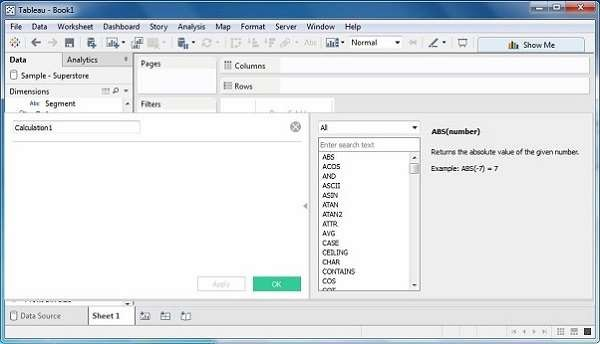 Tableau - Book1
File Data Worksheet Dashboard Story Analysis Map Format Server Window Help
Abc Normal Show Me
Data Analytics Pages Columns
Sample - Superstore
Rows
Dimensions
Abc Segment Filters
Calculation1 All ABS(number)
Enter search text Returns the absolute value of the given number.
ABS
ACOS Example: ABS(-7) = 7
AND
ASCII
ASIN
ATAN
ATAN2
ATTR
AVG
CASE
CEILING
CHAR
CONTAINS
Apply OK COS
COT
Data Source Sheet 1